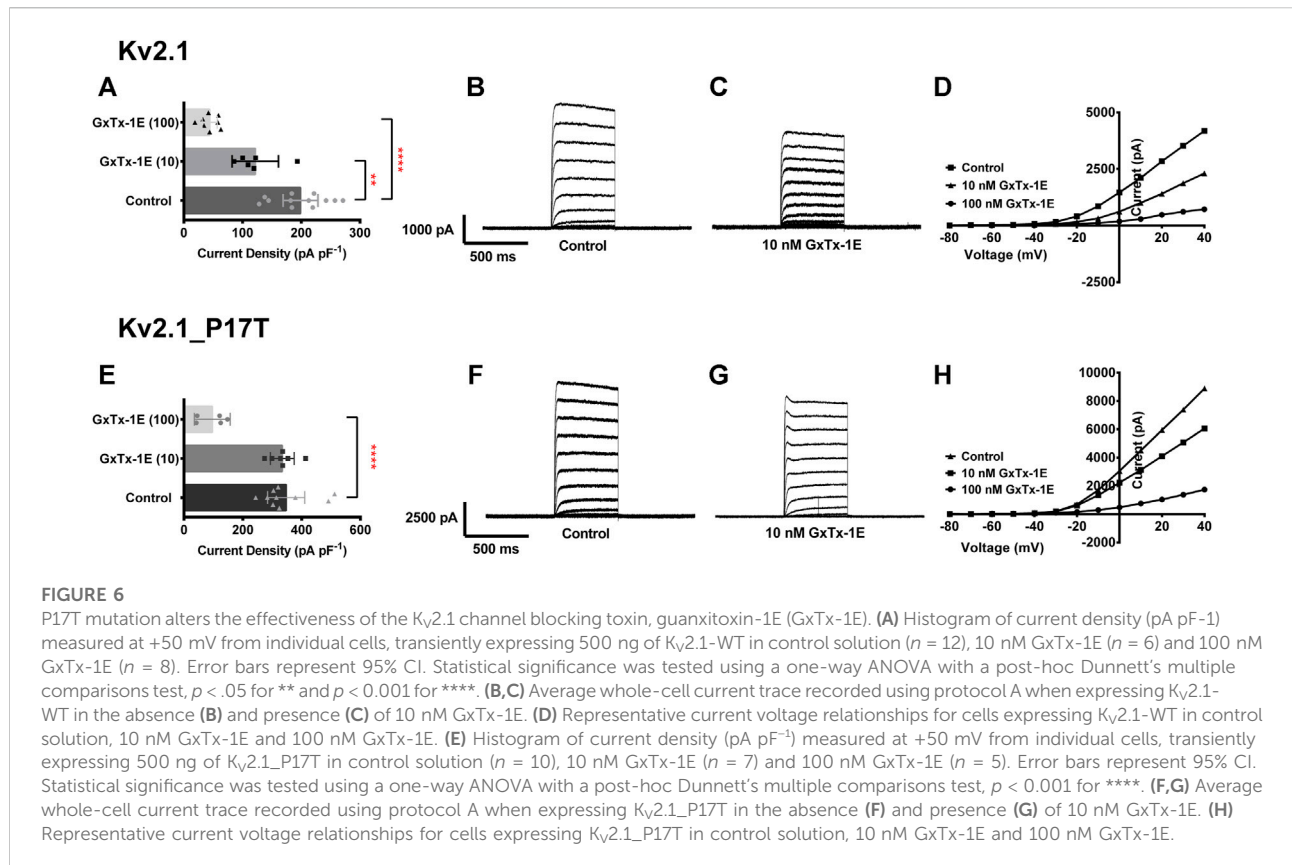 Kv2.1
A
GxTx-1E (100)
GxTx-1E (10)
Control
****
**
0 100 200 300
Current Density (pA pF⁻¹)
B
1000 pA
500 ms
Control
C
10 nM GxTx-1E
D
Control
10 nM GxTx-1E
100 nM GxTx-1E
5000
2500
-2500
Current (pA)
-80 -60 -40 -20 20 40
Voltage (mV)
Kv2.1_P17T
E
GxTx-1E (100)
GxTx-1E (10)
Control
****
0 200 400 600
Current Density (pA pF⁻¹)
F
2500 pA
500 ms
Control
G
10 nM GxTx-1E
H
Control
10 nM GxTx-1E
100 nM GxTx-1E
10000
8000
6000
4000
2000
-2000
Current (pA)
-80 -60 -40 -20 20 40
Voltage (mV)
FIGURE 6
P17T mutation alters the effectiveness of the KV2.1 channel blocking toxin, guanxitoxin-1E (GxTx-1E). (A) Histogram of current density (pA pF-1)
measured at +50 mV from individual cells, transiently expressing 500 ng of KV2.1-WT in control solution (n = 12), 10 nM GxTx-1E (n = 6) and 100 nM
GxTx-1E (n = 8). Error bars represent 95% CI. Statistical significance was tested using a one-way ANOVA with a post-hoc Dunnett's multiple
comparisons test, p < .05 for ** and p < 0.001 for ****. (B,C) Average whole-cell current trace recorded using protocol A when expressing KV2.1-
WT in the absence (B) and presence (C) of 10 nM GxTx-1E. (D) Representative current voltage relationships for cells expressing KV2.1-WT in control
solution, 10 nM GxTx-1E and 100 nM GxTx-1E. (E) Histogram of current density (pA pF⁻¹) measured at +50 mV from individual cells, transiently
expressing 500 ng of KV2.1_P17T in control solution (n = 10), 10 nM GxTx-1E (n = 7) and 100 nM GxTx-1E (n = 5). Error bars represent 95% CI.
Statistical significance was tested using a one-way ANOVA with a post-hoc Dunnett's multiple comparisons test, p < 0.001 for ****. (F,G) Average
whole-cell current trace recorded using protocol A when expressing KV2.1_P17T in the absence (F) and presence (G) of 10 nM GxTx-1E. (H)
Representative current voltage relationships for cells expressing KV2.1_P17T in control solution, 10 nM GxTx-1E and 100 nM GxTx-1E.